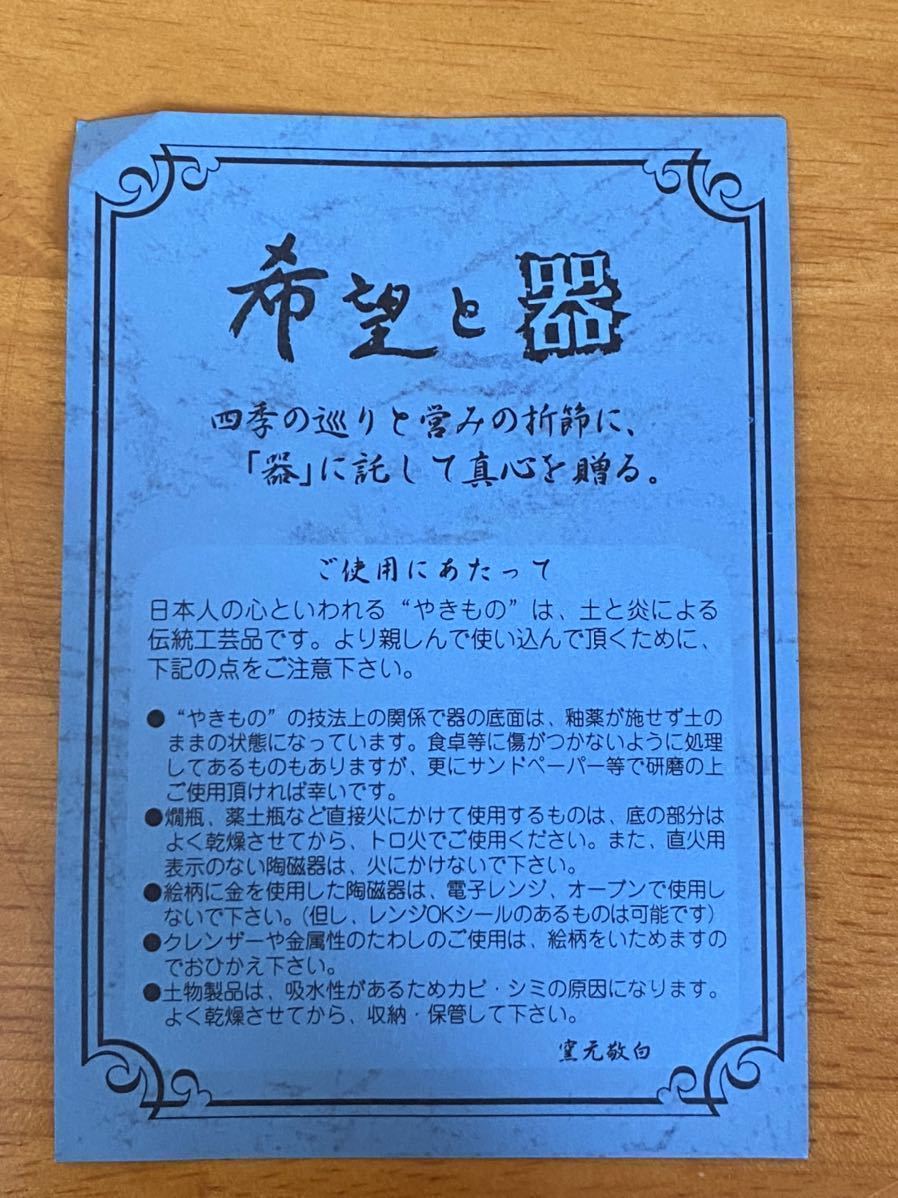 希望と器
四季の巡りと営みの折節に、
「器」に託して真心を贈る。
ご使用にあたって
日本人の心といわれる“やきもの”は、土と炎による
伝統工芸品です。より親しんで使い込んで頂くために、
下記の点をご注意下さい。
●“やきもの”の技法上の関係で器の底面は、釉薬が施せず土の
ままの状態になっています。食卓等に傷がつかないように処理
してあるものもありますが、更にサンドペーパー等で研磨の上
ご使用頂ければ幸いです。
●燗瓶、薬土瓶など直接火にかけて使用するものは、底の部分は
よく乾燥させてから、トロ火でご使用ください。また、直火用
表示のない陶磁器は、火にかけないで下さい。
●絵柄に金を使用した陶磁器は、電子レンジ、オーブンで使用し
ないで下さい。(但し、レンジOKシールのあるものは可能です)
●クレンザーや金属性のたわしのご使用は、絵柄をいためますの
でおひかえ下さい。
●土物製品は、吸水性があるためカビ・シミの原因になります。
よく乾燥させてから、収納・保管して下さい。
窯元敬白